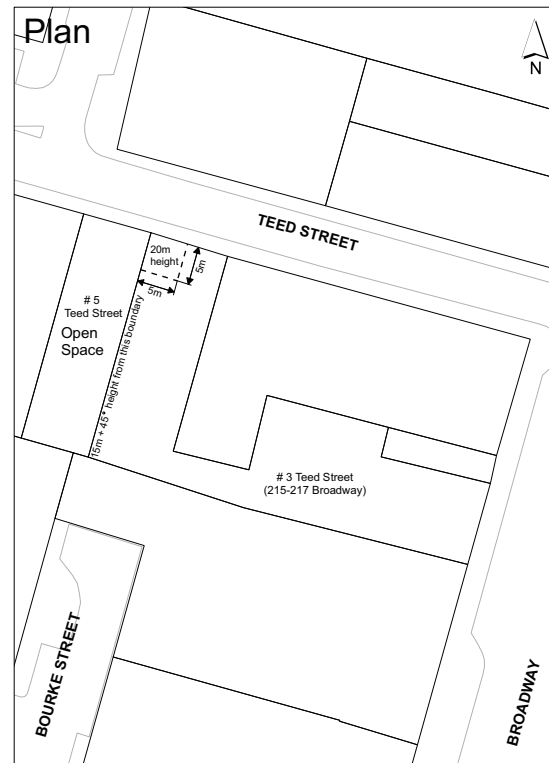 Plan
N
TEED STREET
20m
height
5m
5m
# 5
Teed Street
Open
Space
15m + 45° height from this boundary
# 3 Teed Street
(215-217 Broadway)
BOURKE STREET
BROADWAY